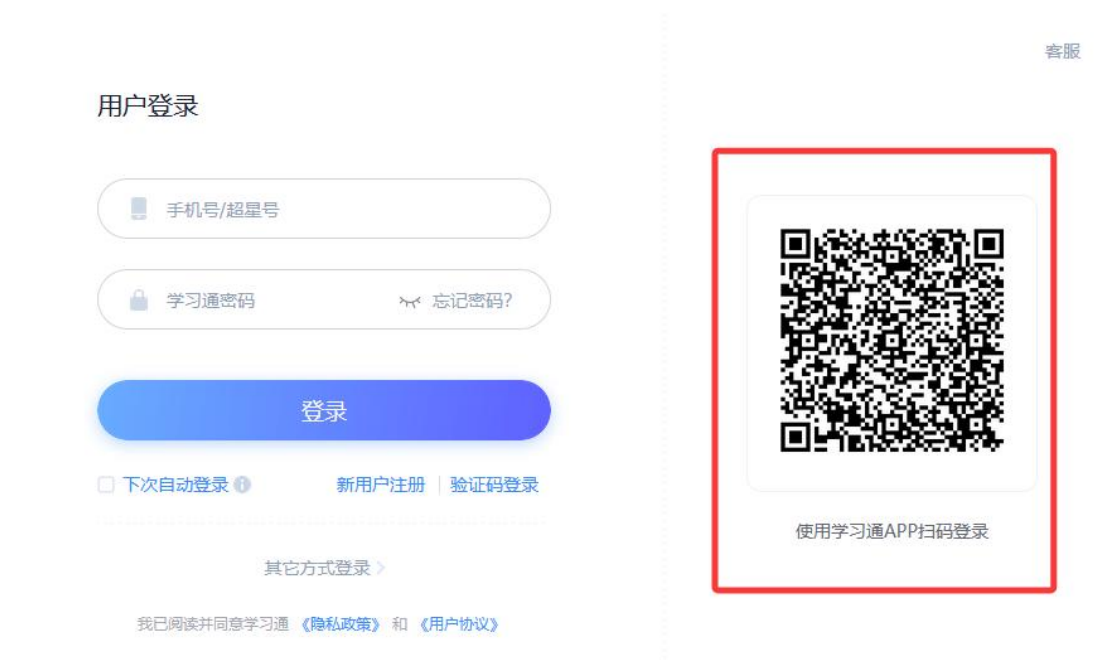 客服
用户登录
手机号/超星号
学习通密码 忘记密码?
登录
下次自动登录 新用户注册 验证码登录
其它方式登录
我已阅读并同意学习通 《隐私政策》 和 《用户协议》
使用学习通APP扫码登录